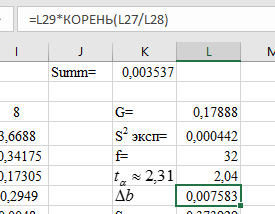 =L29*КОРЕНЬ(L27/L28)
I J K L M
Summ= 0,003537
8 G= 0,17888
3,6688 S² эксп= 0,000442
0,34175 f= 32
0,17305 tα ≈ 2,31 2,04
0,2949 Δb 0,007583